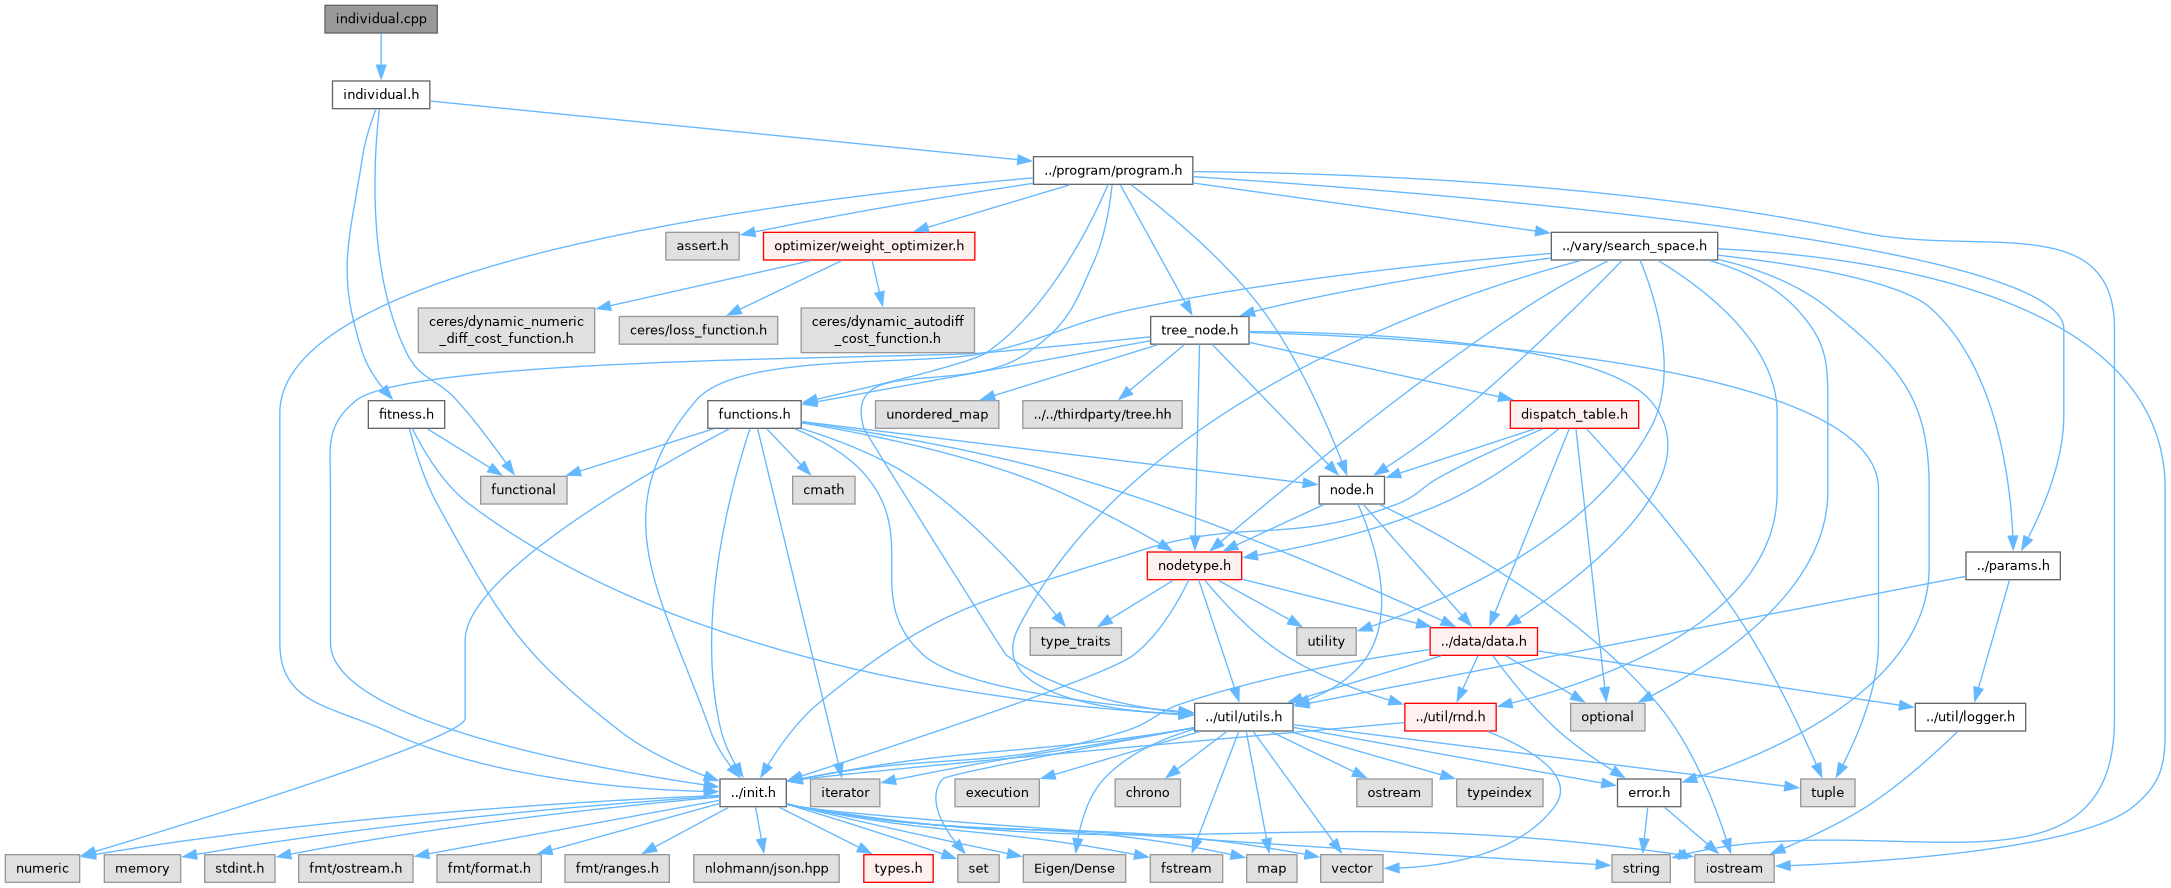 individual.cpp
individual.h
../program/program.h
assert.h
optimizer/weight_optimizer.h
../vary/search_space.h
ceres/dynamic_numeric
_diff_cost_function.h
ceres/loss_function.h
ceres/dynamic_autodiff
_cost_function.h
tree_node.h
fitness.h
functions.h
unordered_map
../../thirdparty/tree.hh
dispatch_table.h
functional
cmath
node.h
nodetype.h
../params.h
type_traits
utility
../data/data.h
../util/utils.h
../util/rnd.h
optional
../util/logger.h
../init.h
iterator
execution
chrono
ostream
typeindex
error.h
tuple
numeric
memory
stdint.h
fmt/ostream.h
fmt/format.h
fmt/ranges.h
nlohmann/json.hpp
types.h
set
Eigen/Dense
fstream
map
vector
string
iostream